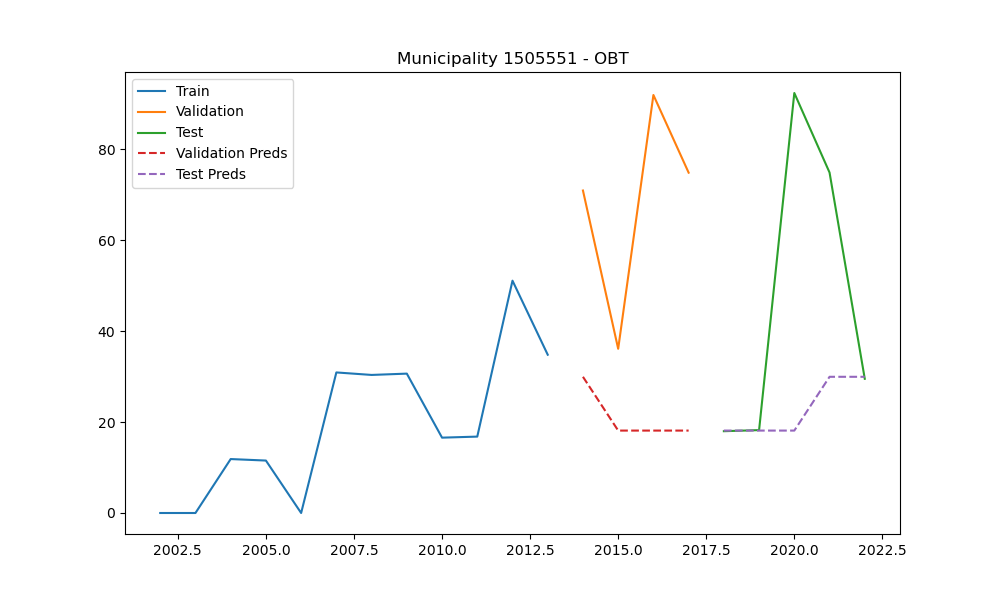 Municipality 1505551 - OBT
Train
Validation
Test
Validation Preds
Test Preds
80
60
40
20
0
2002.5 2005.0 2007.5 2010.0 2012.5 2015.0 2017.5 2020.0 2022.5